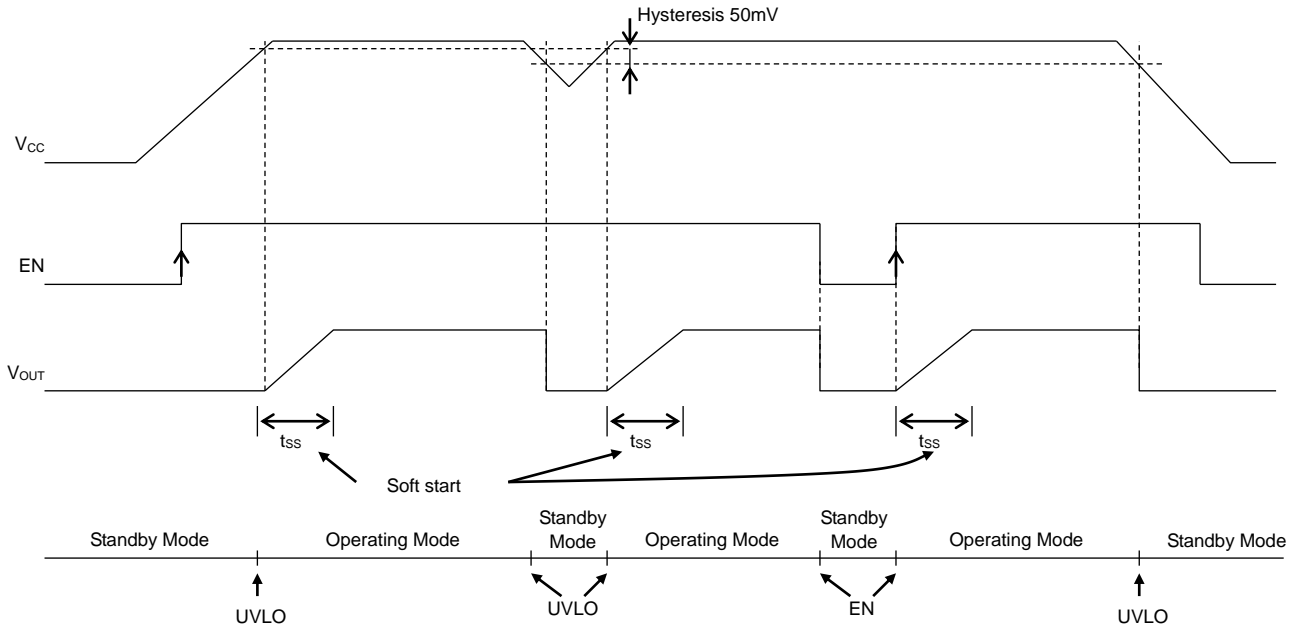 Hysteresis 50mV
VCC
EN
VOUT
tSS
tSS
tSS
Soft start
Standby Mode
Operating Mode
Standby
Mode
Operating Mode
Standby
Mode
Operating Mode
Standby Mode
UVLO
UVLO
EN
UVLO